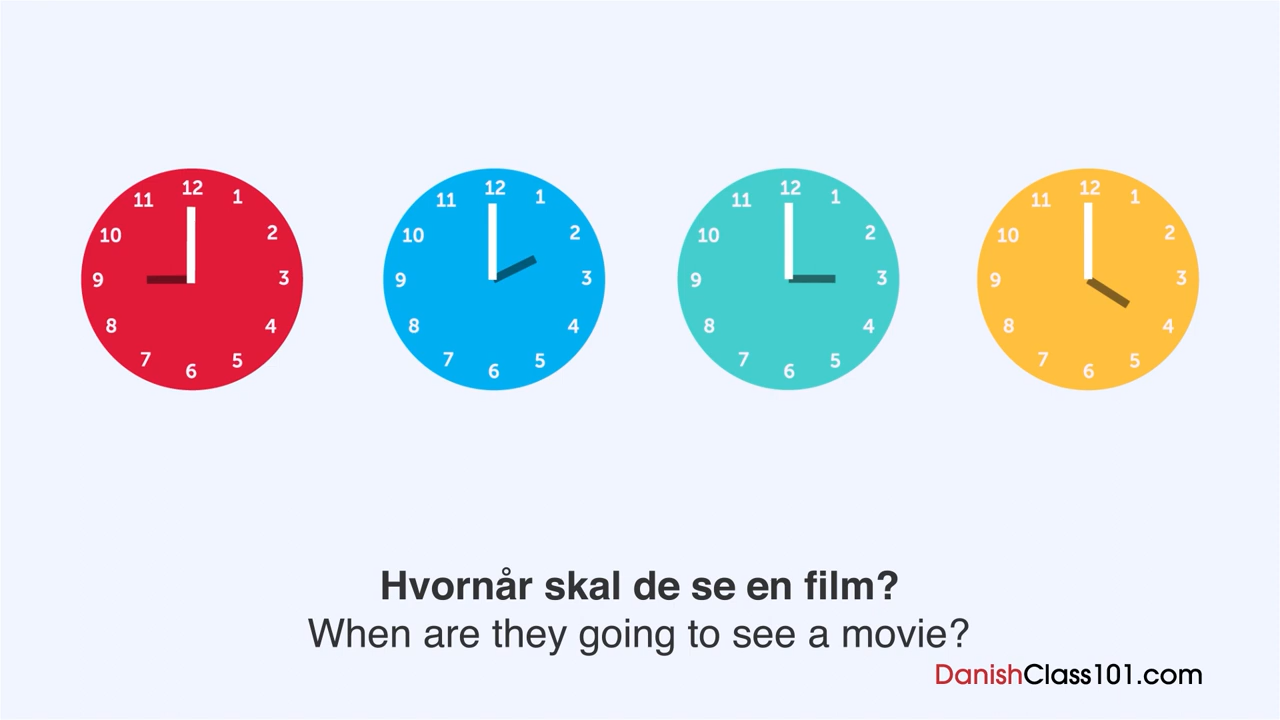 12 1 2 3 4 5 6 7 8 9 10 11
12 1 2 3 4 5 6 7 8 9 10 11
12 1 2 3 4 5 6 7 8 9 10 11
12 1 2 3 4 5 6 7 8 9 10 11
Hvornår skal de se en film?
When are they going to see a movie?
DanishClass101.com